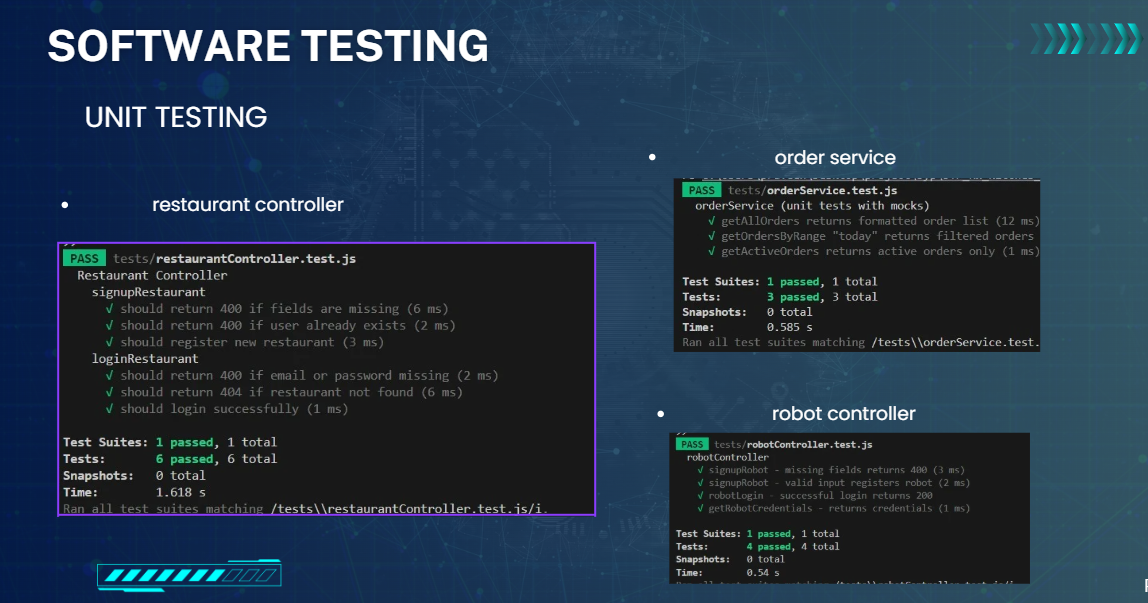 SOFTWARE TESTING
UNIT TESTING
• restaurant controller
PASS tests/restaurantController.test.js
Restaurant Controller
signupRestaurant
√ should return 400 if fields are missing (6 ms)
√ should return 400 if user already exists (2 ms)
√ should register new restaurant (3 ms)
loginRestaurant
√ should return 400 if email or password missing (2 ms)
√ should return 404 if restaurant not found (6 ms)
√ should login successfully (1 ms)
Test Suites: 1 passed, 1 total
Tests: 6 passed, 6 total
Snapshots: 0 total
Time: 1.618 s
Ran all test suites matching /tests\\restaurantController.test.js/i.
• order service
PASS tests/orderService.test.js
orderService (unit tests with mocks)
√ getAllOrders returns formatted order list (12 ms)
√ getOrdersByRange "today" returns filtered orders
√ getActiveOrders returns active orders only (1 ms)
Test Suites: 1 passed, 1 total
Tests: 3 passed, 3 total
Snapshots: 0 total
Time: 0.585 s
Ran all test suites matching /tests\\orderService.test.
• robot controller
PASS tests/robotController.test.js
robotController
√ signupRobot - missing fields returns 400 (3 ms)
√ signupRobot - valid input registers robot (2 ms)
√ robotLogin - successful login returns 200
√ getRobotCredentials - returns credentials (1 ms)
Test Suites: 1 passed, 1 total
Tests: 4 passed, 4 total
Snapshots: 0 total
Time: 0.54 s